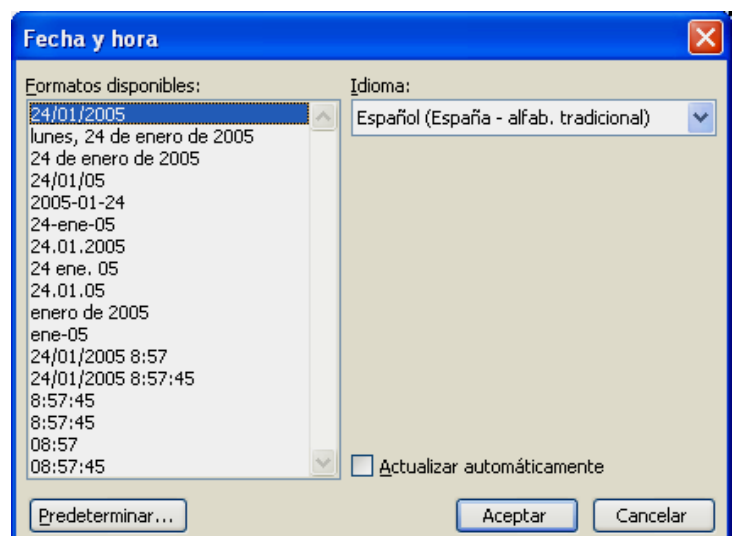 Fecha y hora
Formatos disponibles:
24/01/2005
lunes, 24 de enero de 2005
24 de enero de 2005
24/01/05
2005-01-24
24-ene-05
24.01.2005
24 ene. 05
24.01.05
enero de 2005
ene-05
24/01/2005 8:57
24/01/2005 8:57:45
8:57:45
8:57:45
08:57
08:57:45
Idioma:
Español (España - alfab. tradicional)
Actualizar automáticamente
Predeterminar...
Aceptar
Cancelar